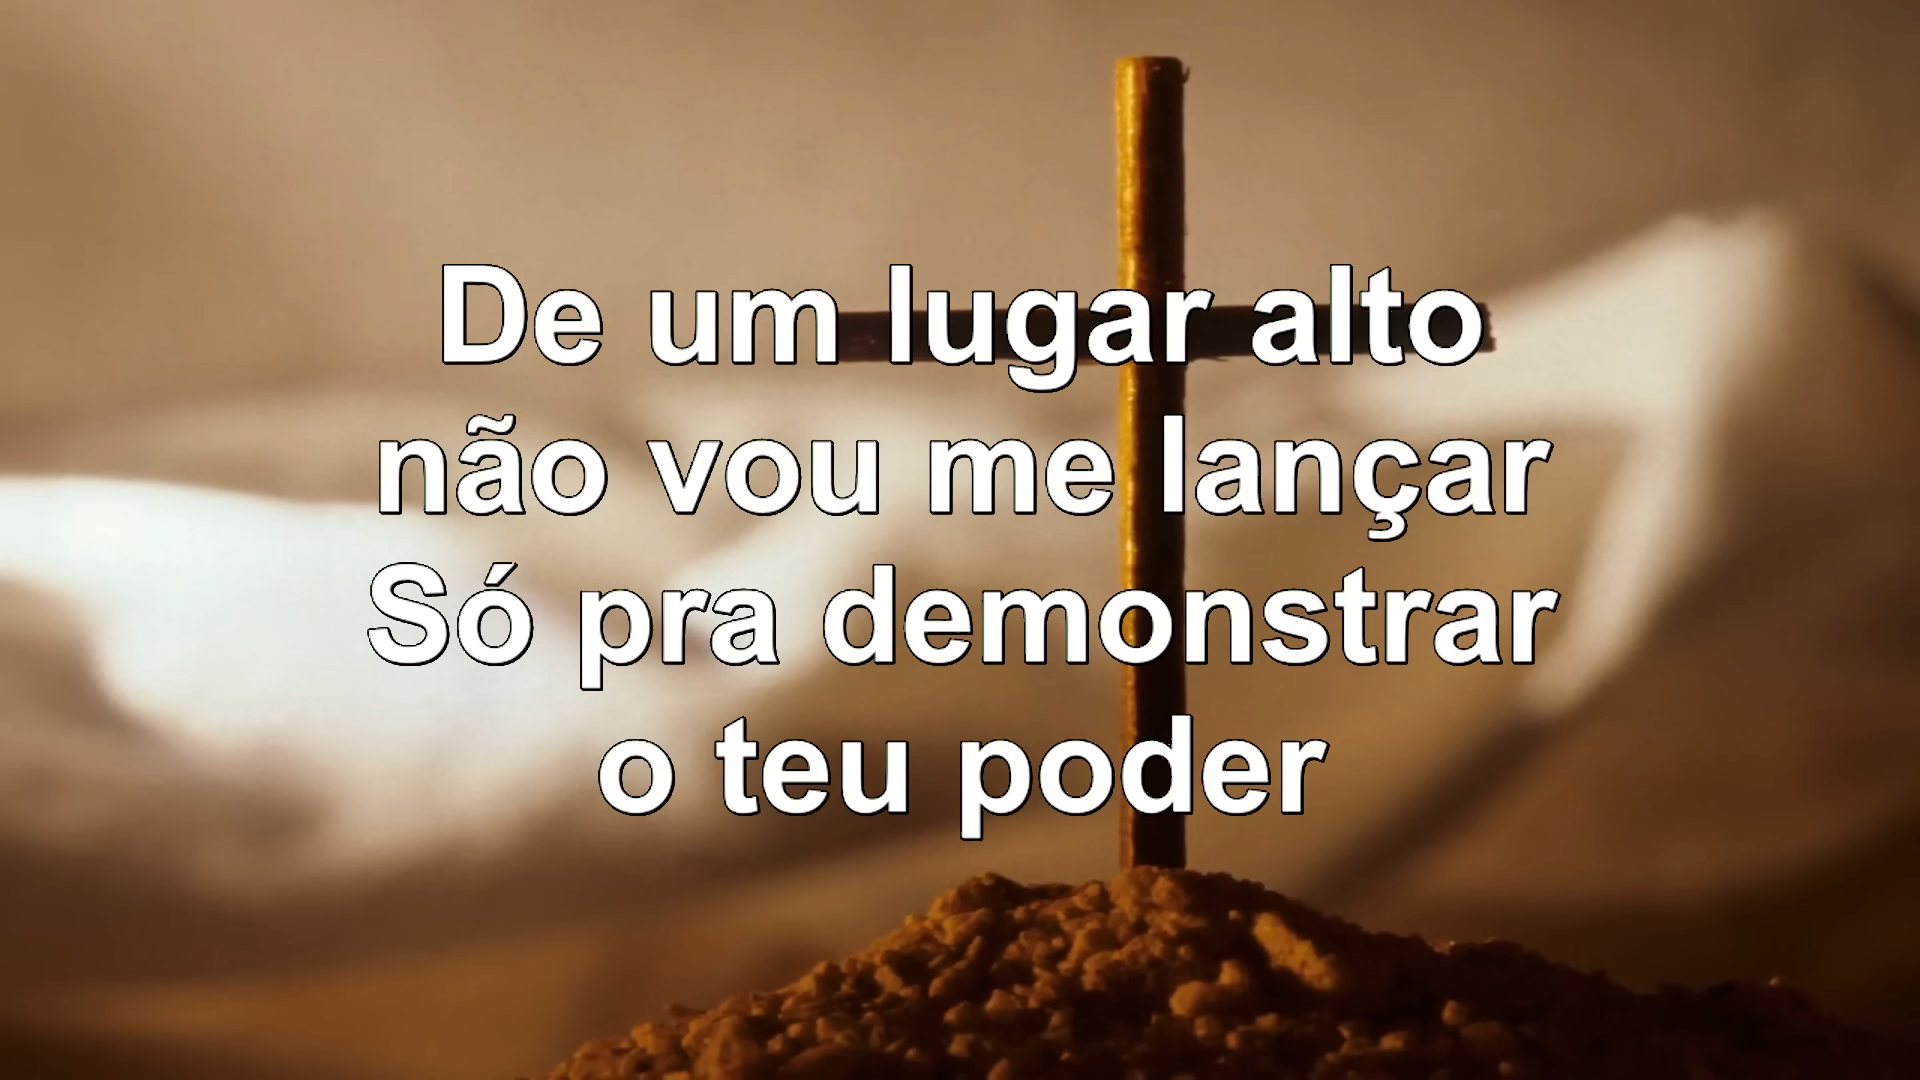 De um lugar alto
não vou me lançar
Só pra demonstrar
o teu poder